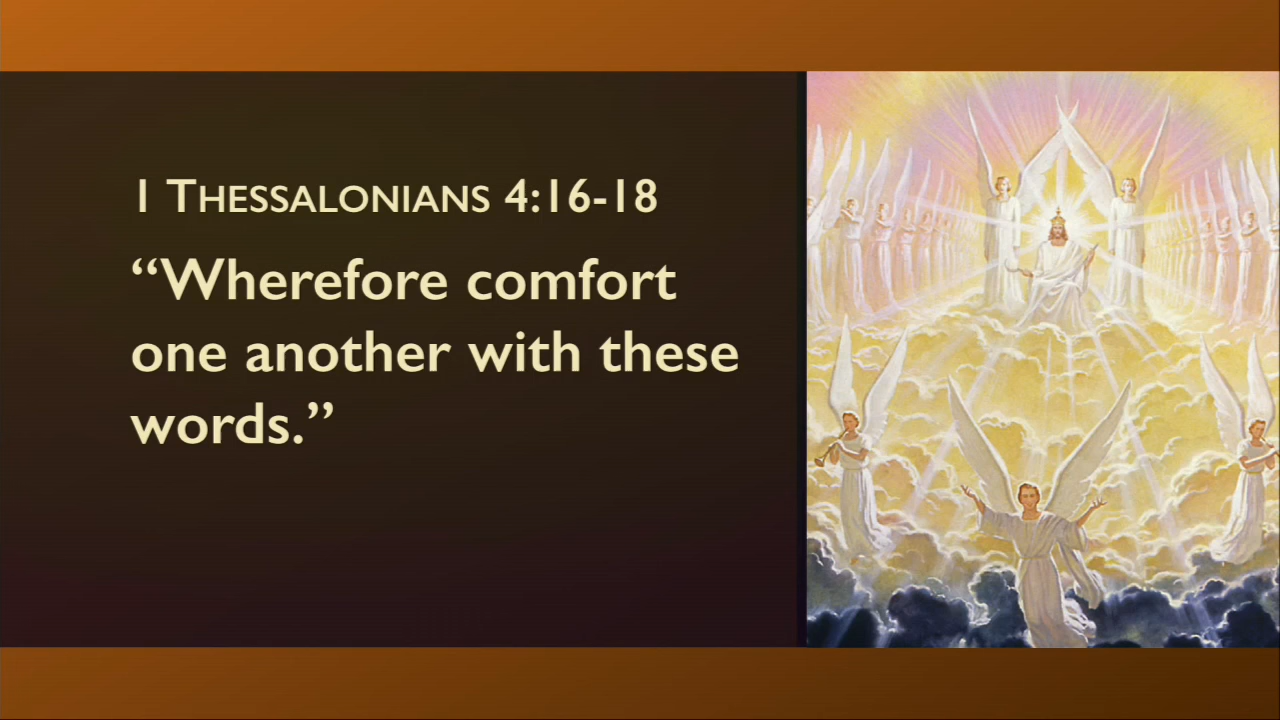 1 THESSALONIANS 4:16-18
“Wherefore comfort
one another with these
words.”